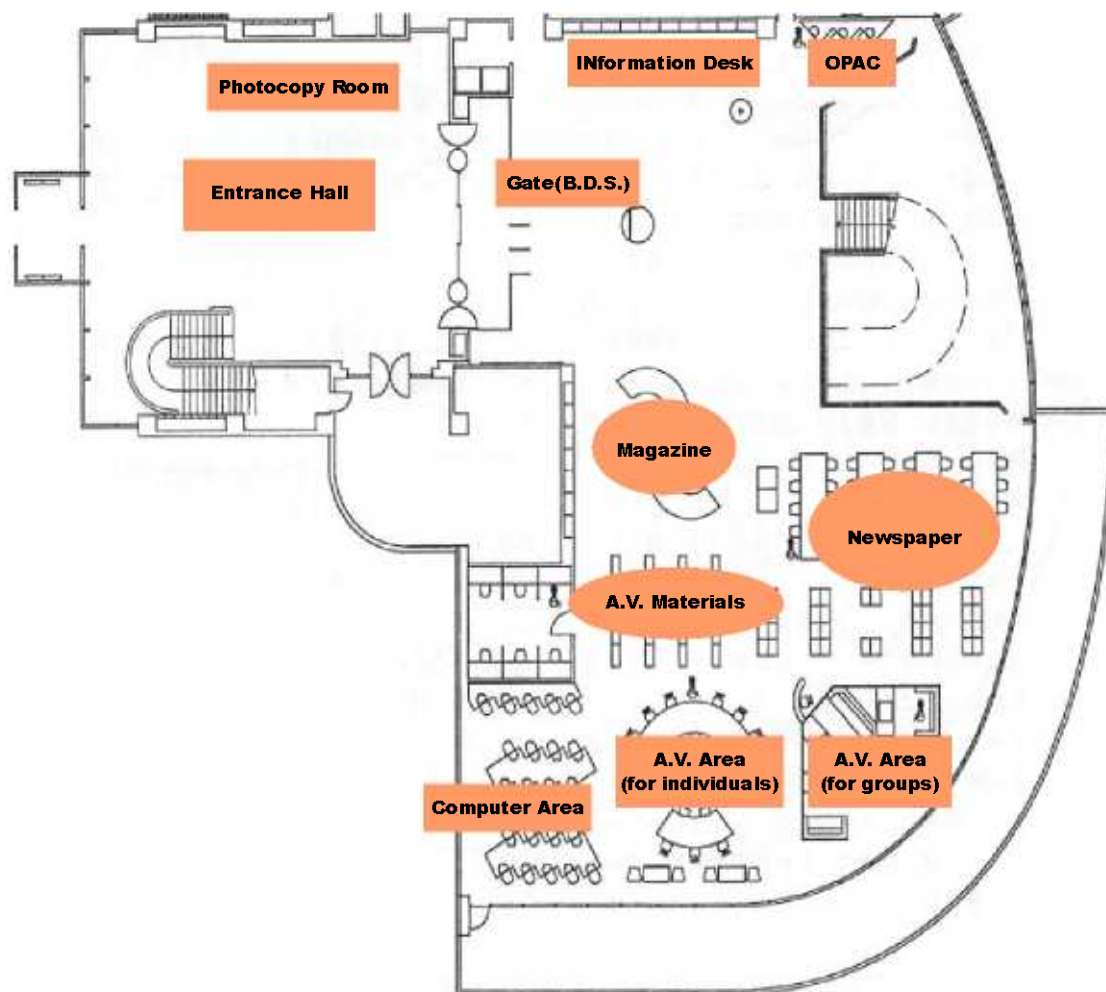 INformation Desk
OPAC
Photocopy Room
Gate(B.D.S.)
Entrance Hall
Magazine
Newspaper
A.V. Materials
A.V. Area
(for individuals)
A.V. Area
(for groups)
Computer Area